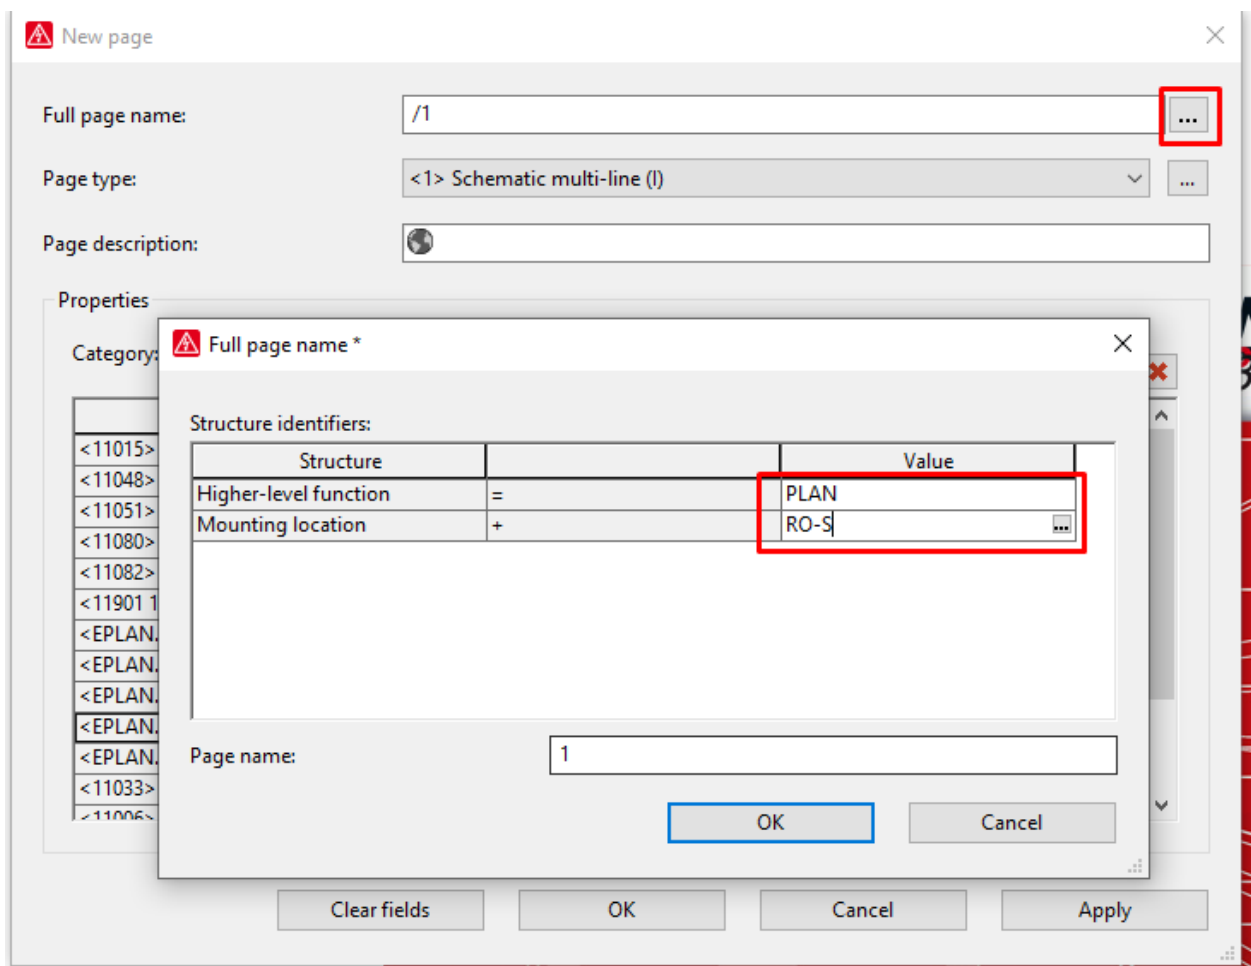 New page
Full page name:
/1
...
Page type:
<1> Schematic multi-line (I)
...
Page description:
Properties
Category:
Full page name *
Structure identifiers:
Structure Value
Higher-level function = PLAN
Mounting location + RO-S ...
Page name:
1
OK Cancel
<11015>
<11048>
<11051>
<11080>
<11082>
<11901 1
<EPLAN.
<EPLAN.
<EPLAN.
<EPLAN.
<EPLAN.
<11033>
<11006>
Clear fields OK Cancel Apply